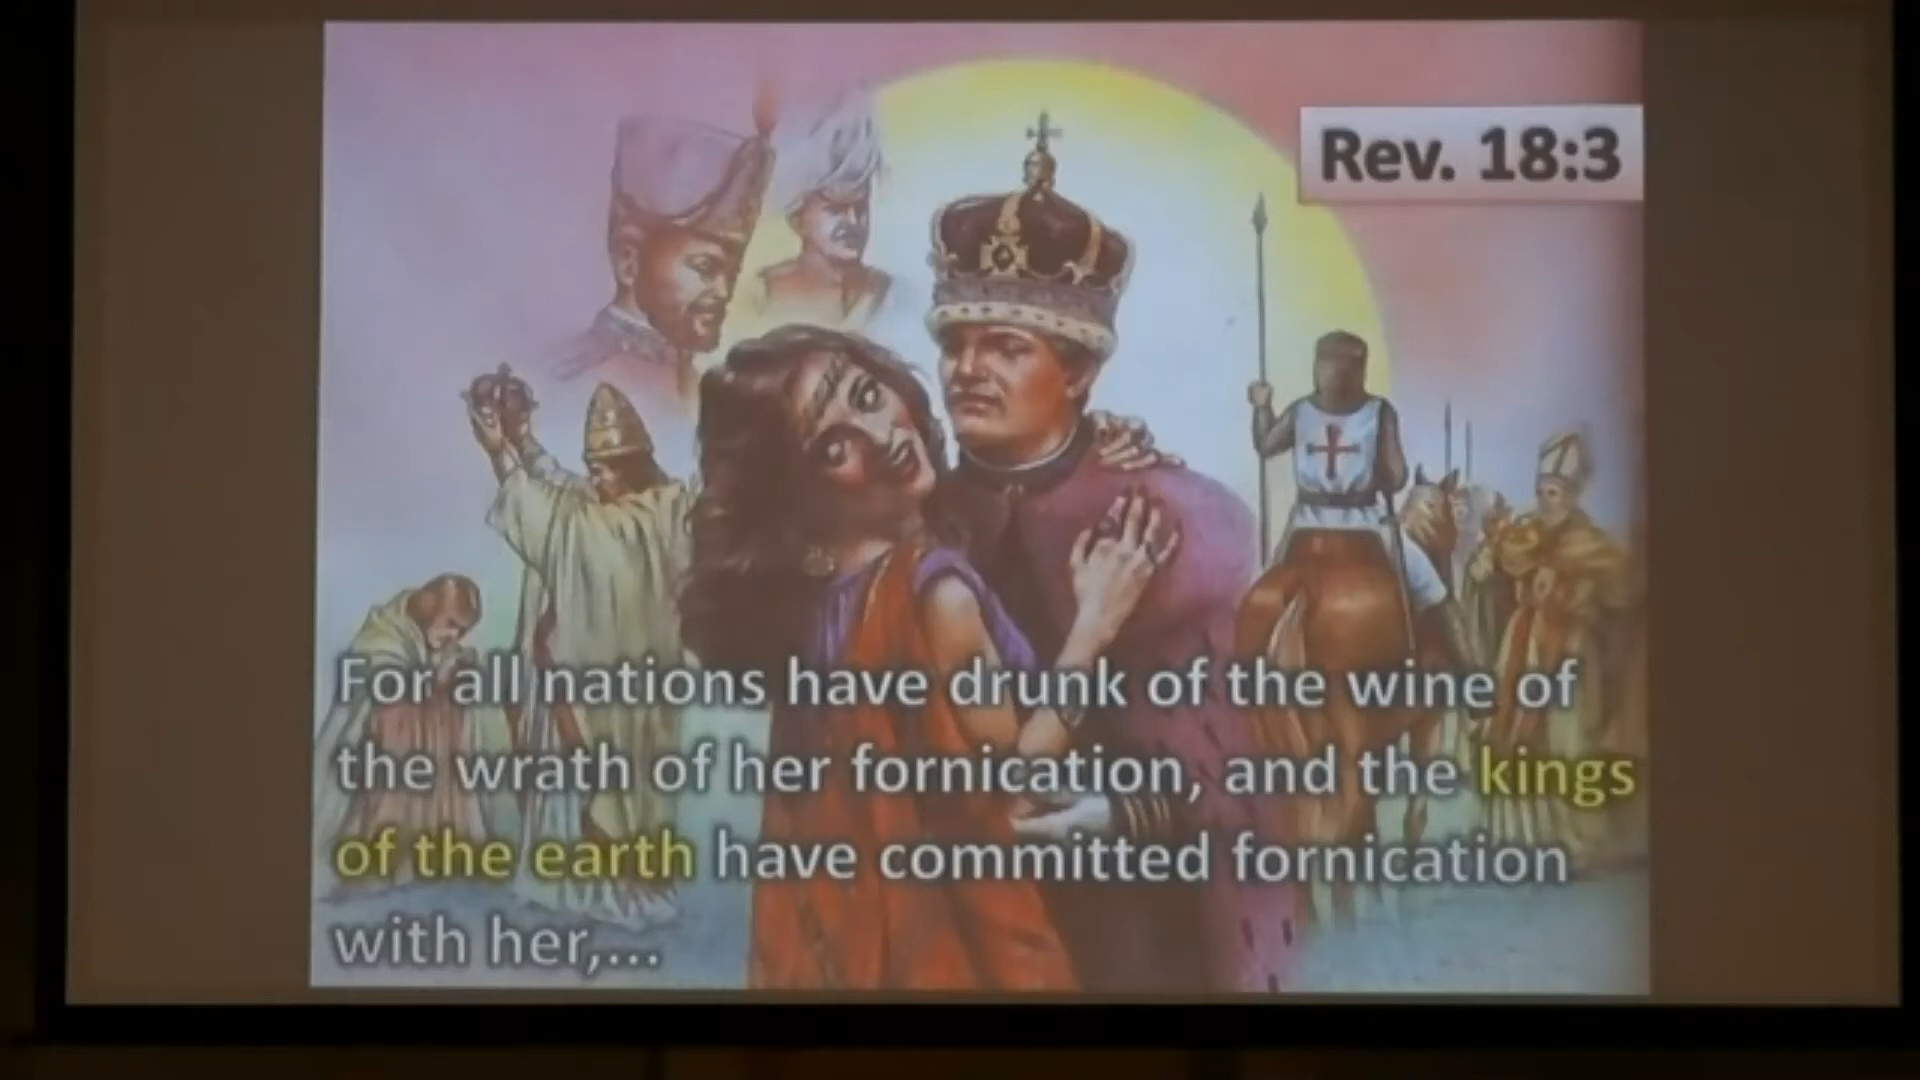 Rev. 18:3
For all nations have drunk of the wine of
the wrath of her fornication, and the kings
of the earth have committed fornication
with her,...